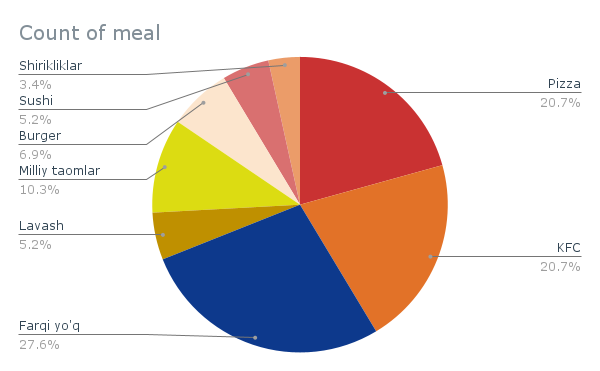 Count of meal
Shirikliklar
3.4%
Sushi
5.2%
Burger
6.9%
Milliy taomlar
10.3%
Lavash
5.2%
Farqi yo'q
27.6%
Pizza
20.7%
KFC
20.7%